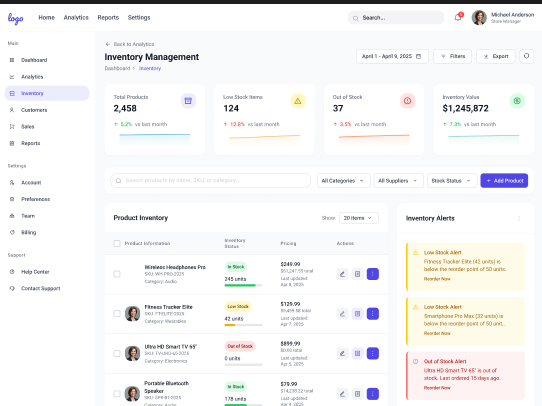 logo
Home Analytics Reports Settings
Search...
Michael Anderson
Store Manager
Main
Dashboard
Analytics
Inventory
Customers
Sales
Reports
Settings
Account
Preferences
Team
Billing
Support
Help Center
Contact Support
Back to Analytics
Inventory Management
Dashboard > Inventory
April 1 - April 9, 2025
Filters
Export
Total Products
2,458
5.2% vs last month
Low Stock Items
124
12.8% vs last month
Out of Stock
37
3.5% vs last month
Inventory Value
$1,245,872
7.3% vs last month
Search products by name, SKU, or category...
All Categories
All Suppliers
Stock Status
+ Add Product
Product Inventory
Show: 20 items
Product Information
Inventory Status
Pricing
Actions
Wireless Headphones Pro
SKU: WH-PRO-2025
Category: Audio
In Stock
245 units
$249.99
$61,247.55 total
Last updated:
Apr 8, 2025
Fitness Tracker Elite
SKU: FT-ELITE-2025
Category: Wearables
Low Stock
42 units
$129.99
$5,459.58 total
Last updated:
Apr 7, 2025
Ultra HD Smart TV 65"
SKU: TV-UHD-65-2025
Category: Electronics
Out of Stock
0 units
$899.99
$0.00 total
Last updated:
Apr 5, 2025
Portable Bluetooth
Speaker
Category: Audio
In Stock
178 units
$79.99
$14,238.22 total
Last updated:
Inventory Alerts
Low Stock Alert
Fitness Tracker Elite (42 units) is
below the reorder point of 50 units.
Reorder Now
Low Stock Alert
Smartphone Pro Max (32 units) is
below the reorder point of 50 unit...
Reorder Now
Out of Stock Alert
Ultra HD Smart TV 65" is out of
stock. Last ordered 15 days ago.
Reorder Now